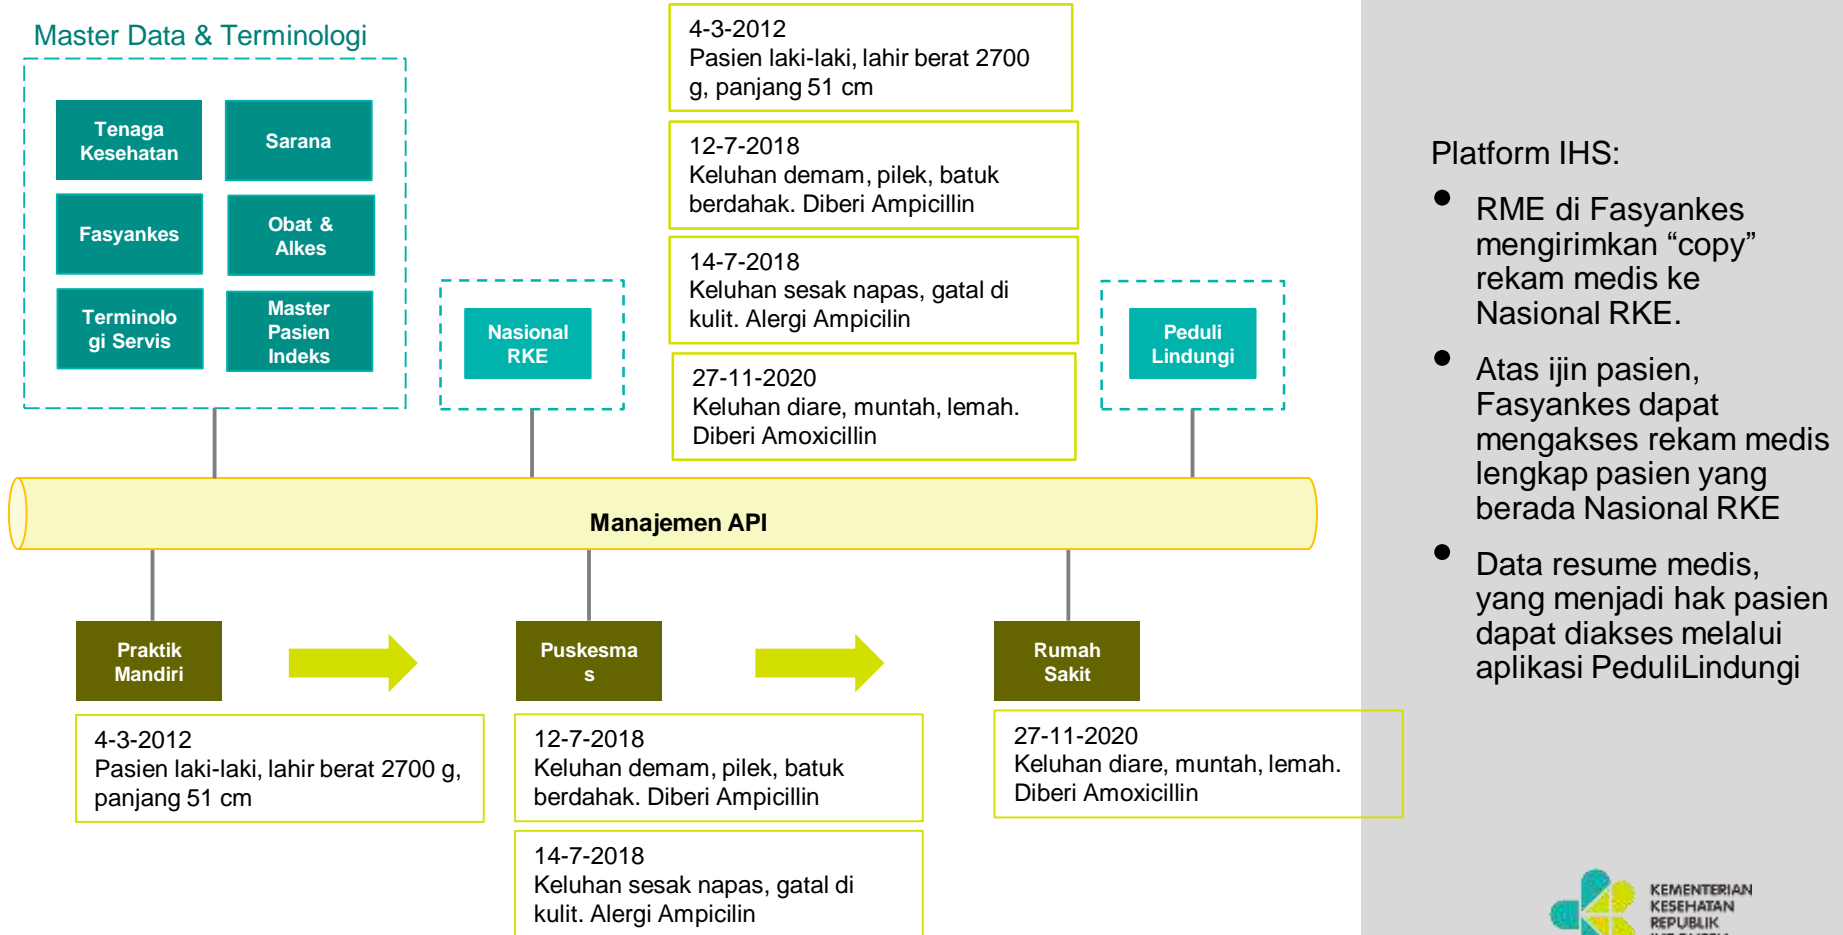 Master Data & Terminologi
Tenaga
Kesehatan
Sarana
Fasyankes
Obat &
Alkes
Terminolo
gi Servis
Master
Pasien
Indeks
Nasional
RKE
4-3-2012
Pasien laki-laki, lahir berat 2700
g, panjang 51 cm
12-7-2018
Keluhan demam, pilek, batuk
berdahak. Diberi Ampicillin
14-7-2018
Keluhan sesak napas, gatal di
kulit. Alergi Ampicilin
27-11-2020
Keluhan diare, muntah, lemah.
Diberi Amoxicillin
Peduli
Lindungi
Manajemen API
Praktik
Mandiri
Puskesma
s
Rumah
Sakit
4-3-2012
Pasien laki-laki, lahir berat 2700 g,
panjang 51 cm
12-7-2018
Keluhan demam, pilek, batuk
berdahak. Diberi Ampicillin
14-7-2018
Keluhan sesak napas, gatal di
kulit. Alergi Ampicilin
27-11-2020
Keluhan diare, muntah, lemah.
Diberi Amoxicillin
Platform IHS:
• RME di Fasyankes
mengirimkan “copy”
rekam medis ke
Nasional RKE.
• Atas ijin pasien,
Fasyankes dapat
mengakses rekam medis
lengkap pasien yang
berada Nasional RKE
• Data resume medis,
yang menjadi hak pasien
dapat diakses melalui
aplikasi PeduliLindungi
KEMENTERIAN
KESEHATAN
REPUBLIK